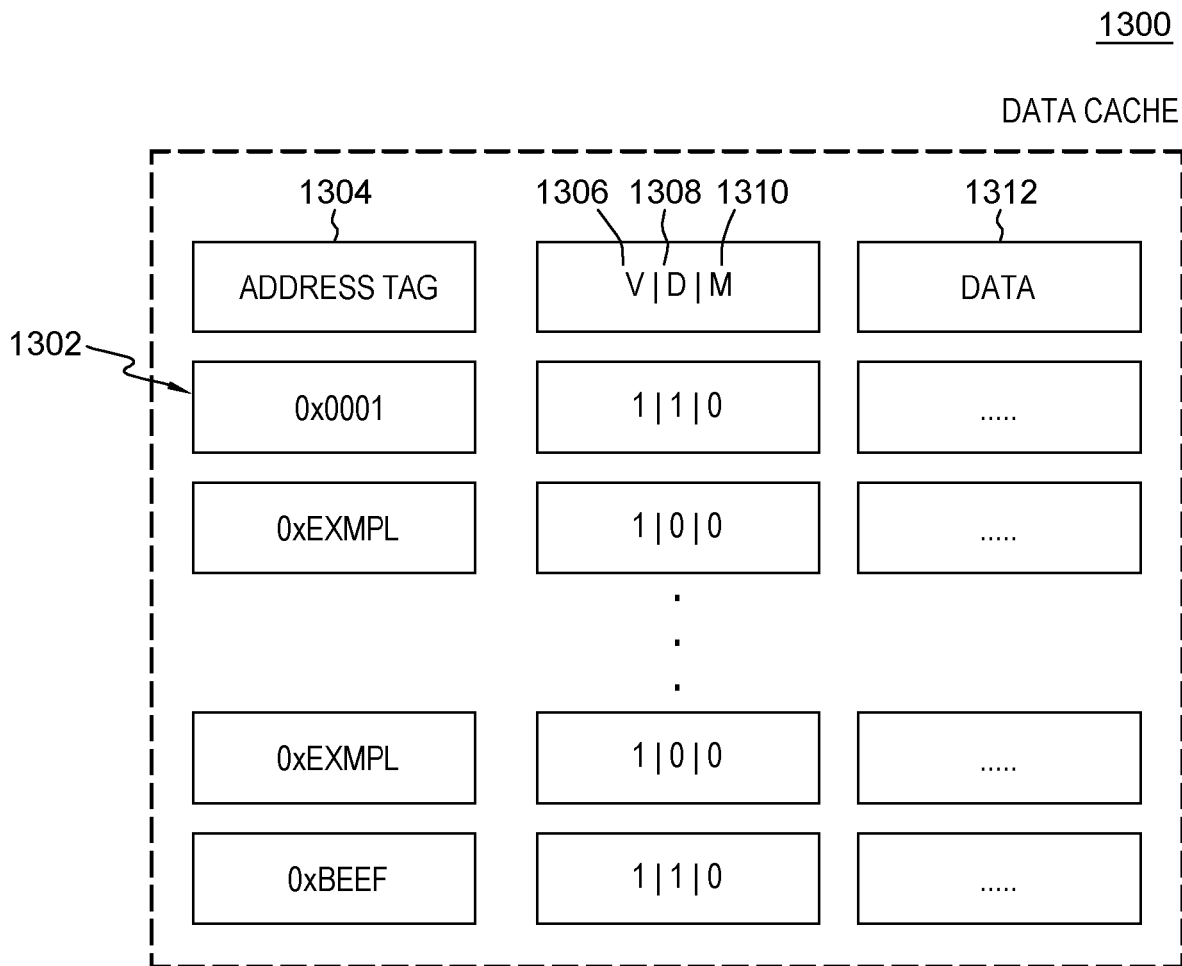 1300
DATA CACHE
1304 1306 1308 1310 1312
ADDRESS TAG V|D|M DATA
1302
0x0001 1|1|0 .....
0xEXMPL 1|0|0 .....
.
.
.
0xEXMPL 1|0|0 .....
0xBEEF 1|1|0 .....